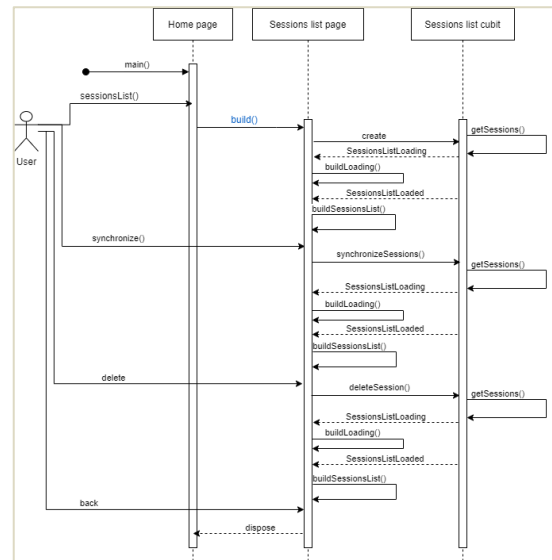 Home page
Sessions list page
Sessions list cubit
main()
sessionsList()
build()
create
getSessions()
SessionsListLoading
User
buildLoading()
SessionsListLoaded
buildSessionsList()
synchronize()
synchronizeSessions()
getSessions()
SessionsListLoading
buildLoading()
SessionsListLoaded
buildSessionsList()
delete
deleteSession()
getSessions()
SessionsListLoading
buildLoading()
SessionsListLoaded
buildSessionsList()
back
dispose